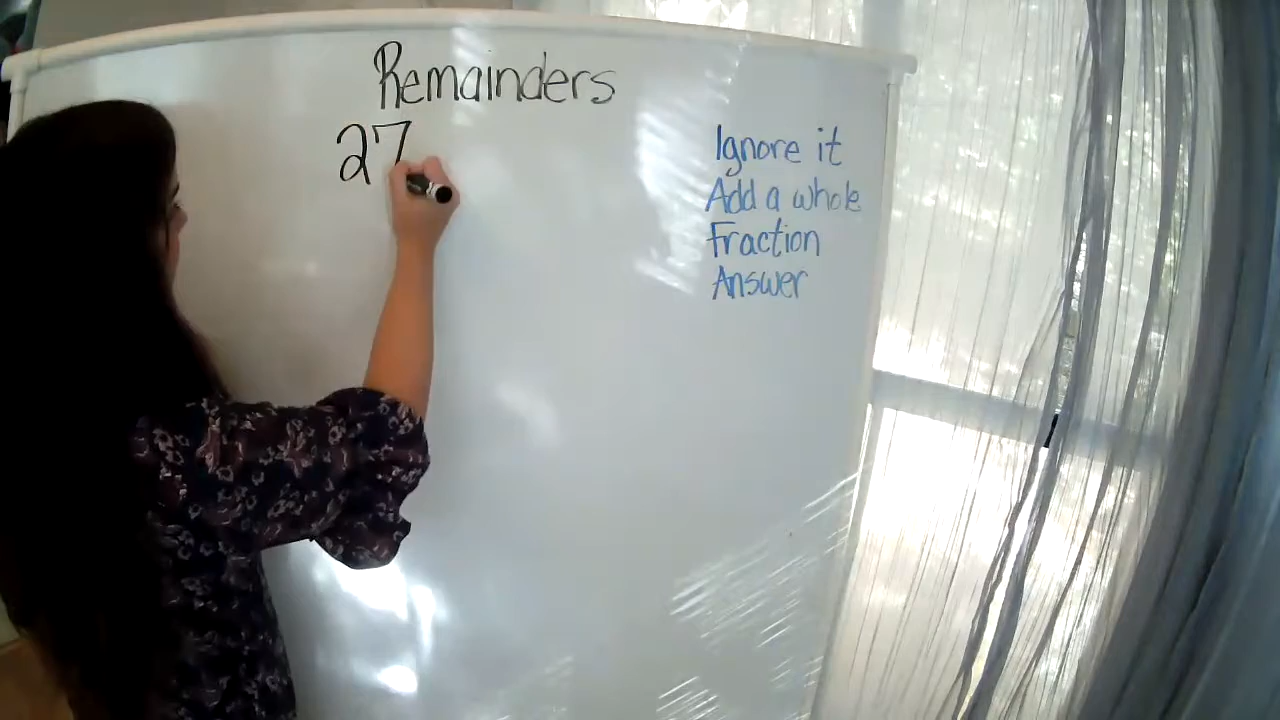 Remainders
27
Ignore it
Add a whole
Fraction
Answer